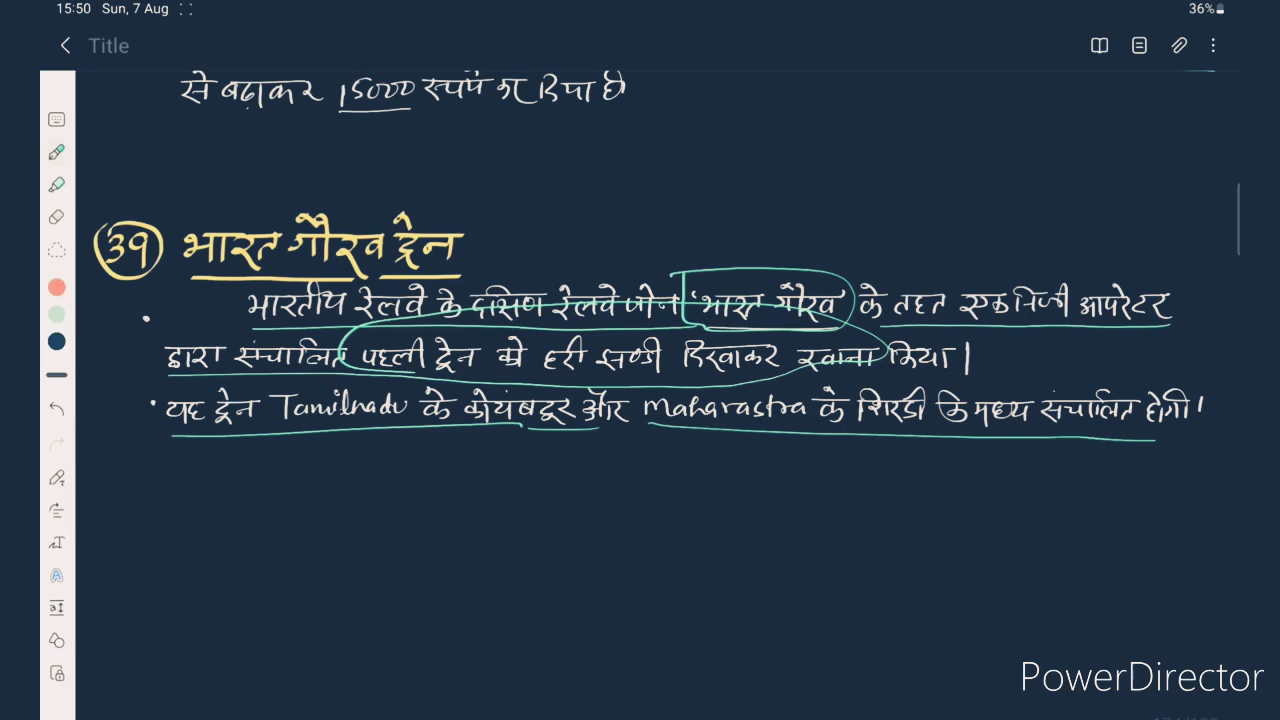 15:50 Sun, 7 Aug 36%
Title
से बढ़ाकर 15000 रुपये कर दिया है
39 भारत गौरव ट्रेन
भारतीय रेलवे के दक्षिण रेलवे जोन 'भारत गौरव' के तहत एक निजी आपरेटर
द्वारा संचालित पहली ट्रेन को हरी झण्डी दिखाकर रवाना किया।
यह ट्रेन Tamilnadu के कोयंबटूर और Maharastra के शिरडी के मध्य संचालित होगी।
PowerDirector